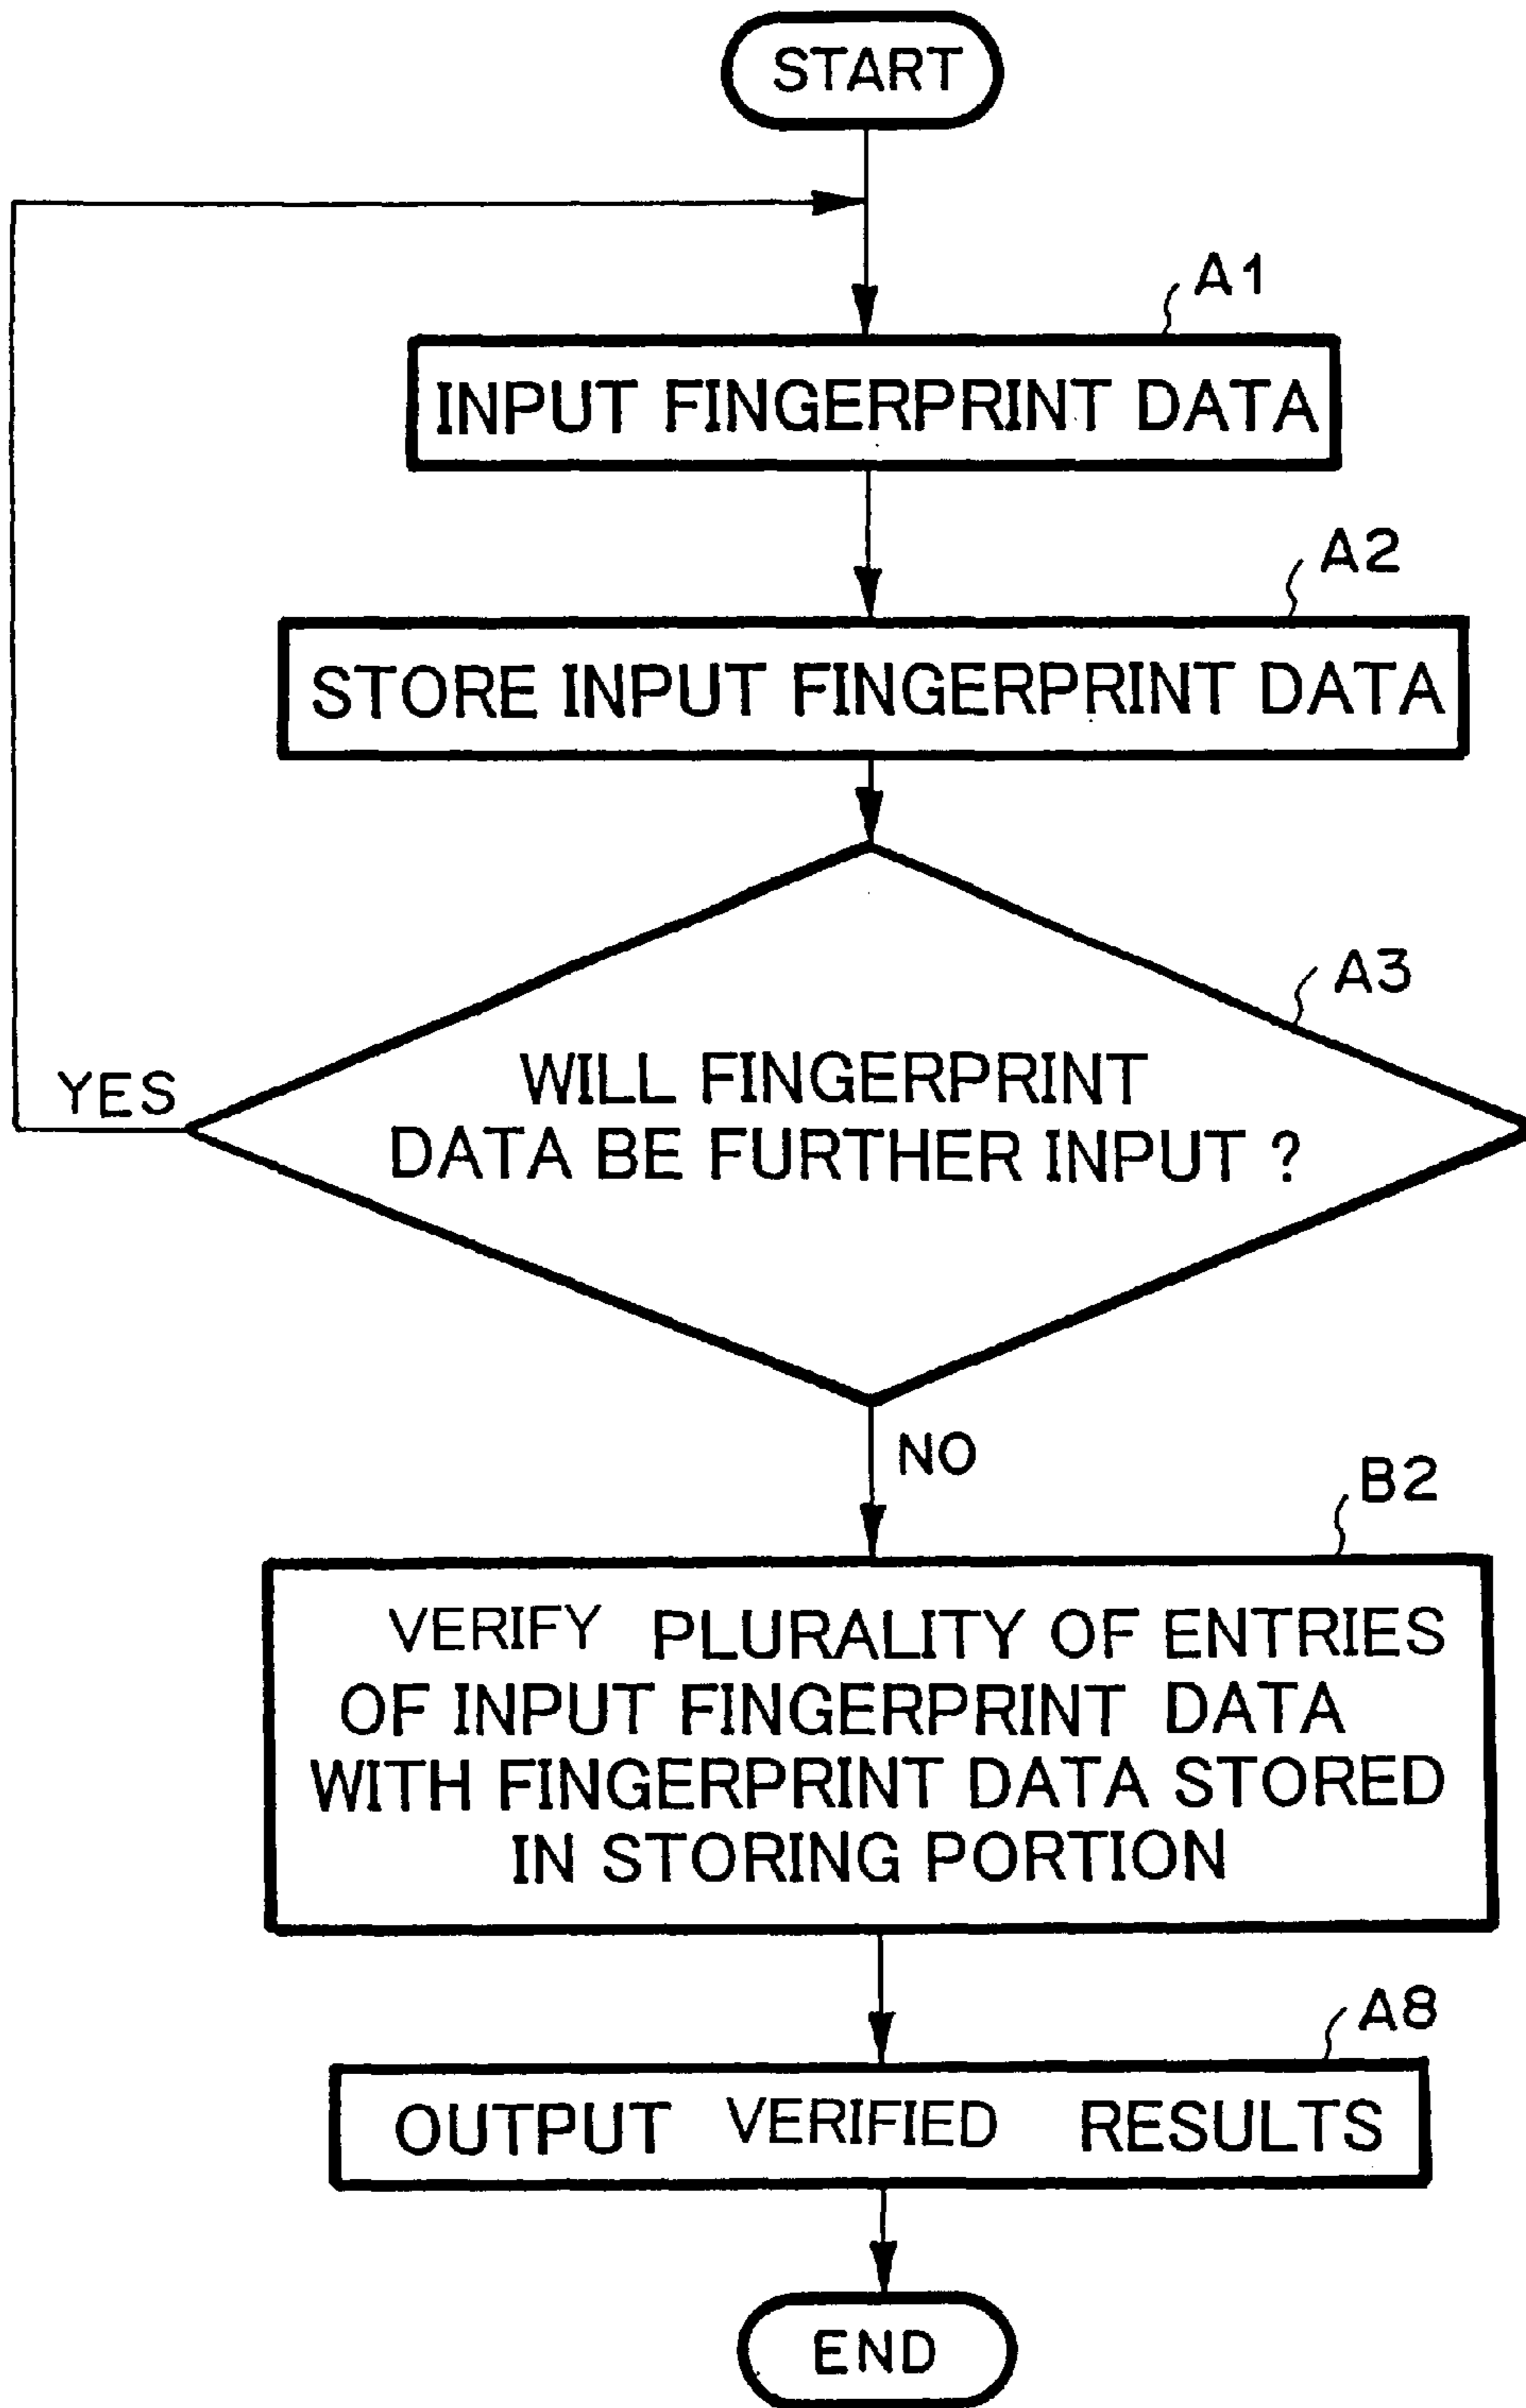 START
A1
INPUT FINGERPRINT DATA
A2
STORE INPUT FINGERPRINT DATA
A3
WILL FINGERPRINT
DATA BE FURTHER INPUT ?
YES
NO
B2
VERIFY PLURALITY OF ENTRIES
OF INPUT FINGERPRINT DATA
WITH FINGERPRINT DATA STORED
IN STORING PORTION
A8
OUTPUT VERIFIED RESULTS
END